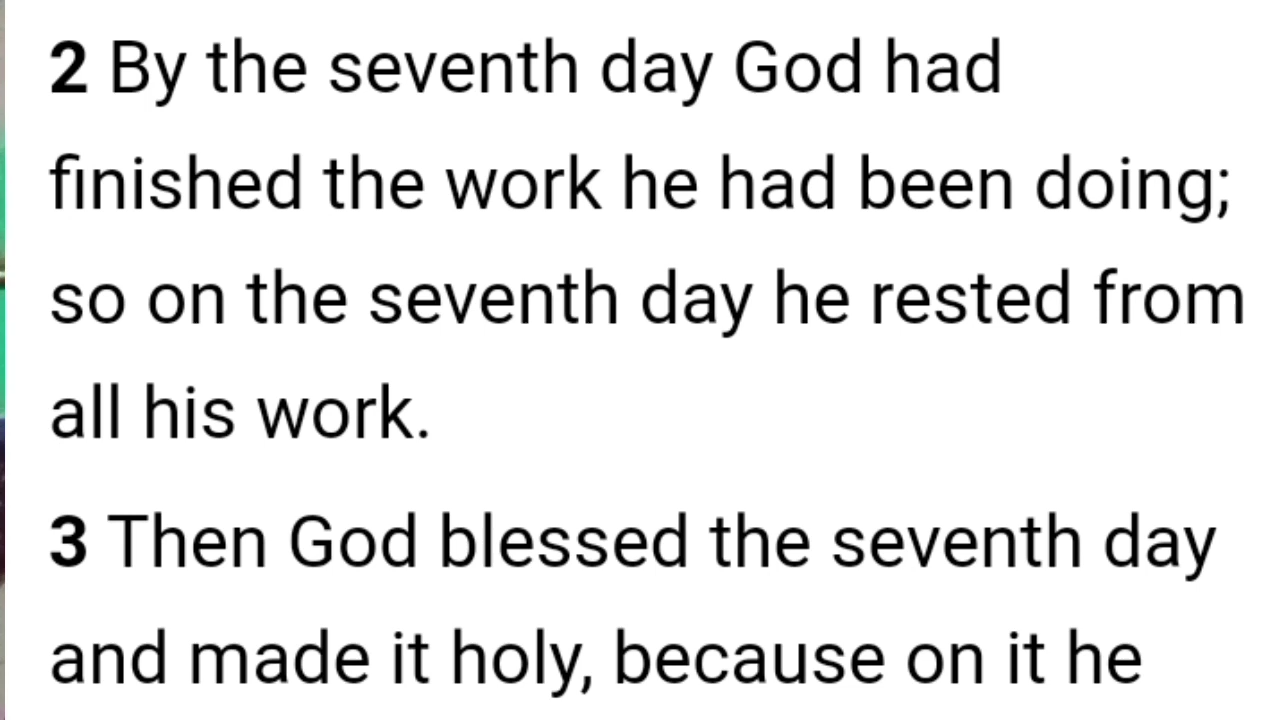 2 By the seventh day God had
finished the work he had been doing;
so on the seventh day he rested from
all his work.
3 Then God blessed the seventh day
and made it holy, because on it he